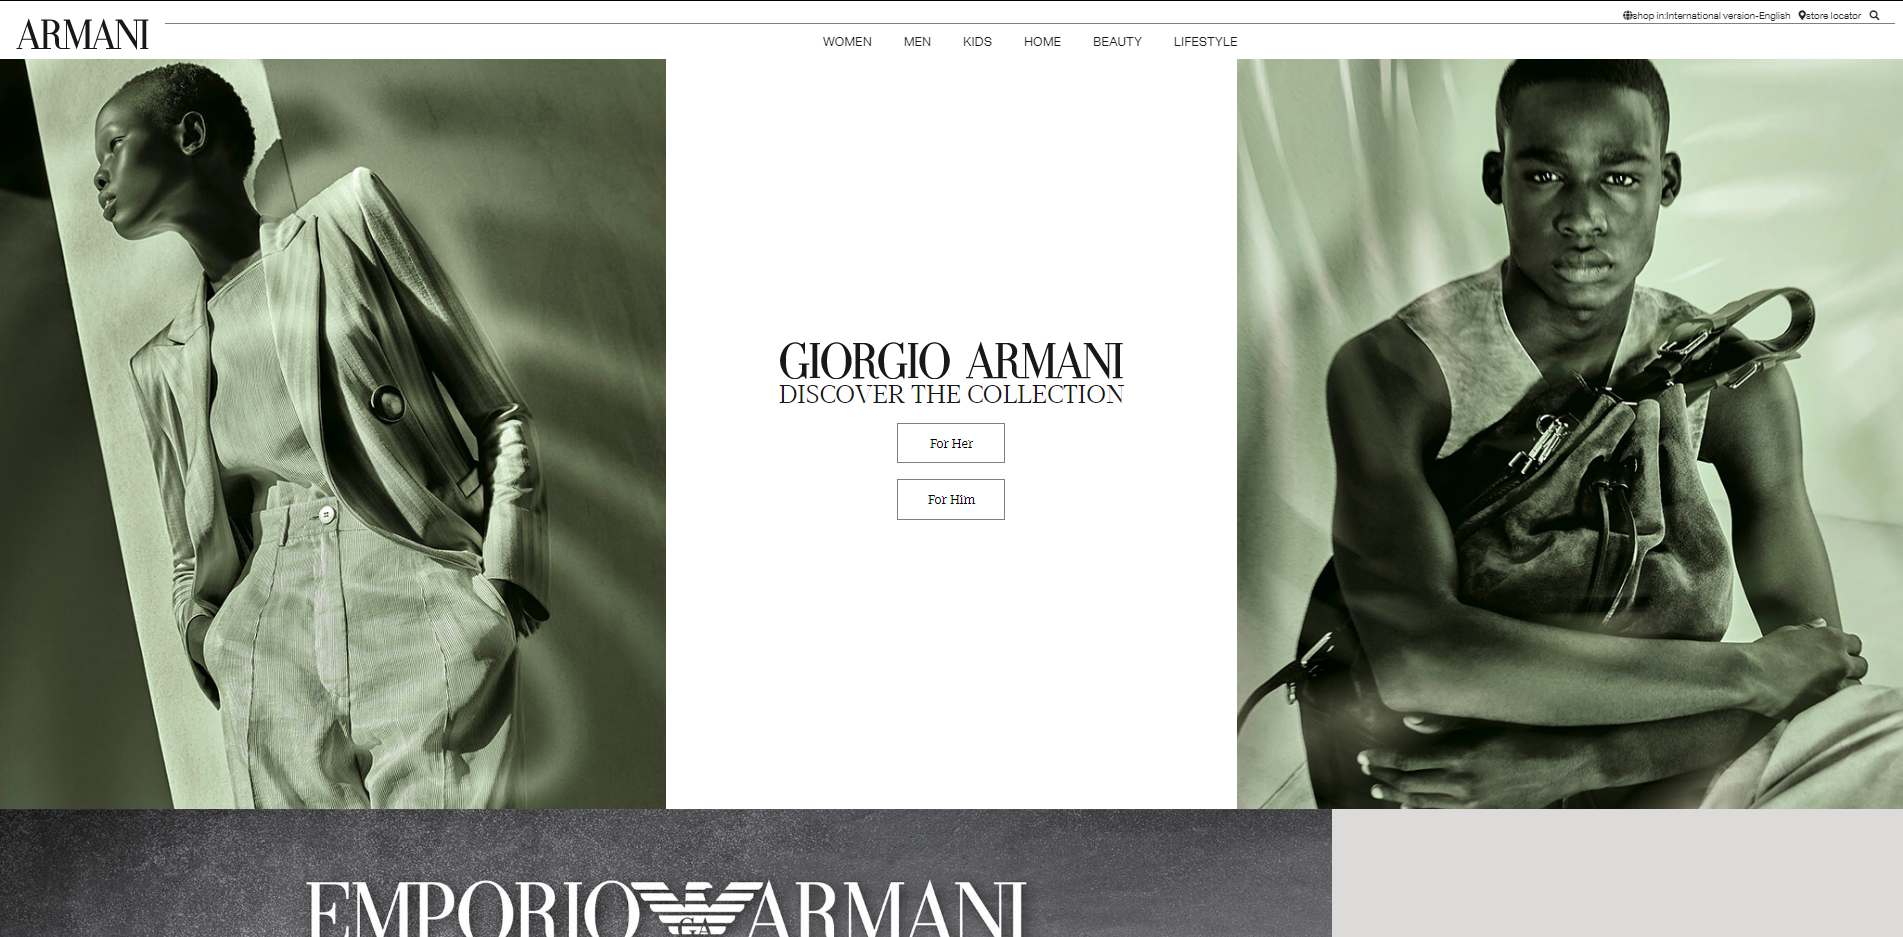 ARMANI
shop in:International version-English store locator
WOMEN MEN KIDS HOME BEAUTY LIFESTYLE
GIORGIO ARMANI
DISCOVER THE COLLECTION
For Her
For Him
EMPORIO ARMANI
GA